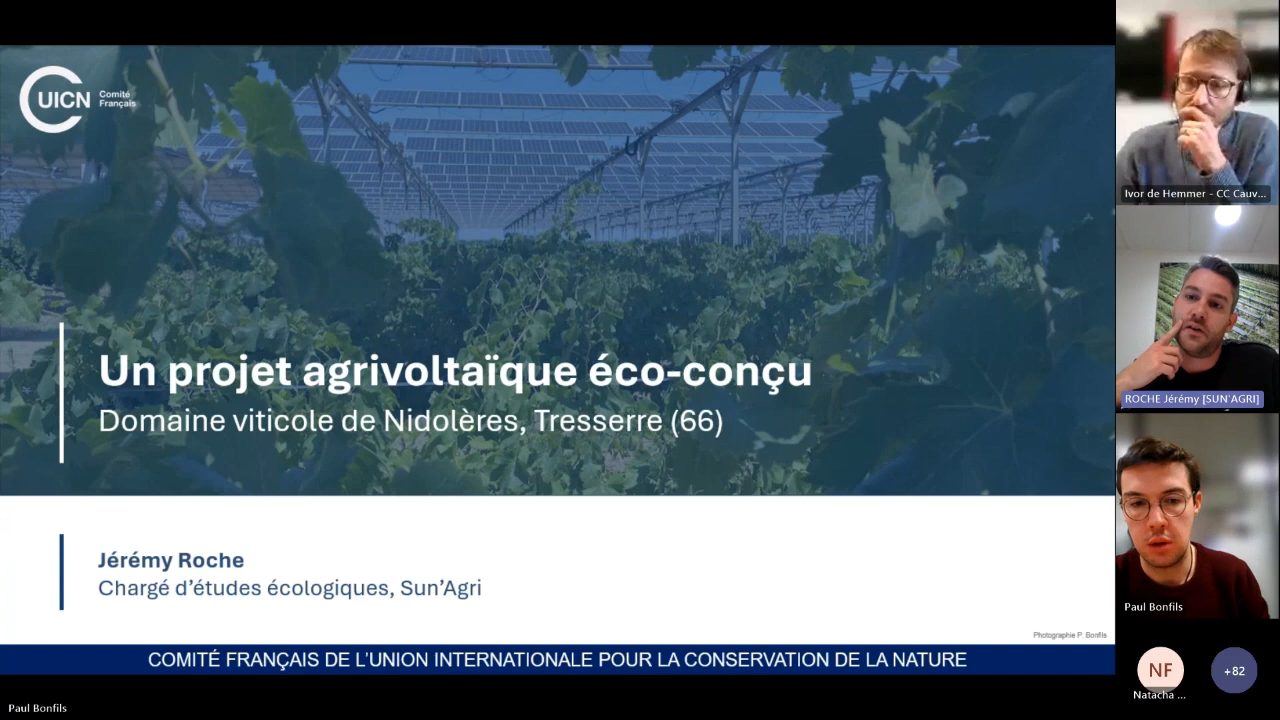 UICN
Comité
Français
Un projet agrivoltaïque éco-conçu
Domaine viticole de Nidolères, Tresserre (66)
Jérémy Roche
Chargé d'études écologiques, Sun'Agri
Photographie P. Bonfils
COMITÉ FRANÇAIS DE L'UNION INTERNATIONALE POUR LA CONSERVATION DE LA NATURE
Paul Bonfils
Ivor de Hemmer - CC Cauv...
ROCHE Jérémy [SUN'AGRI]
Paul Bonfils
NF
Natacha ...
+82